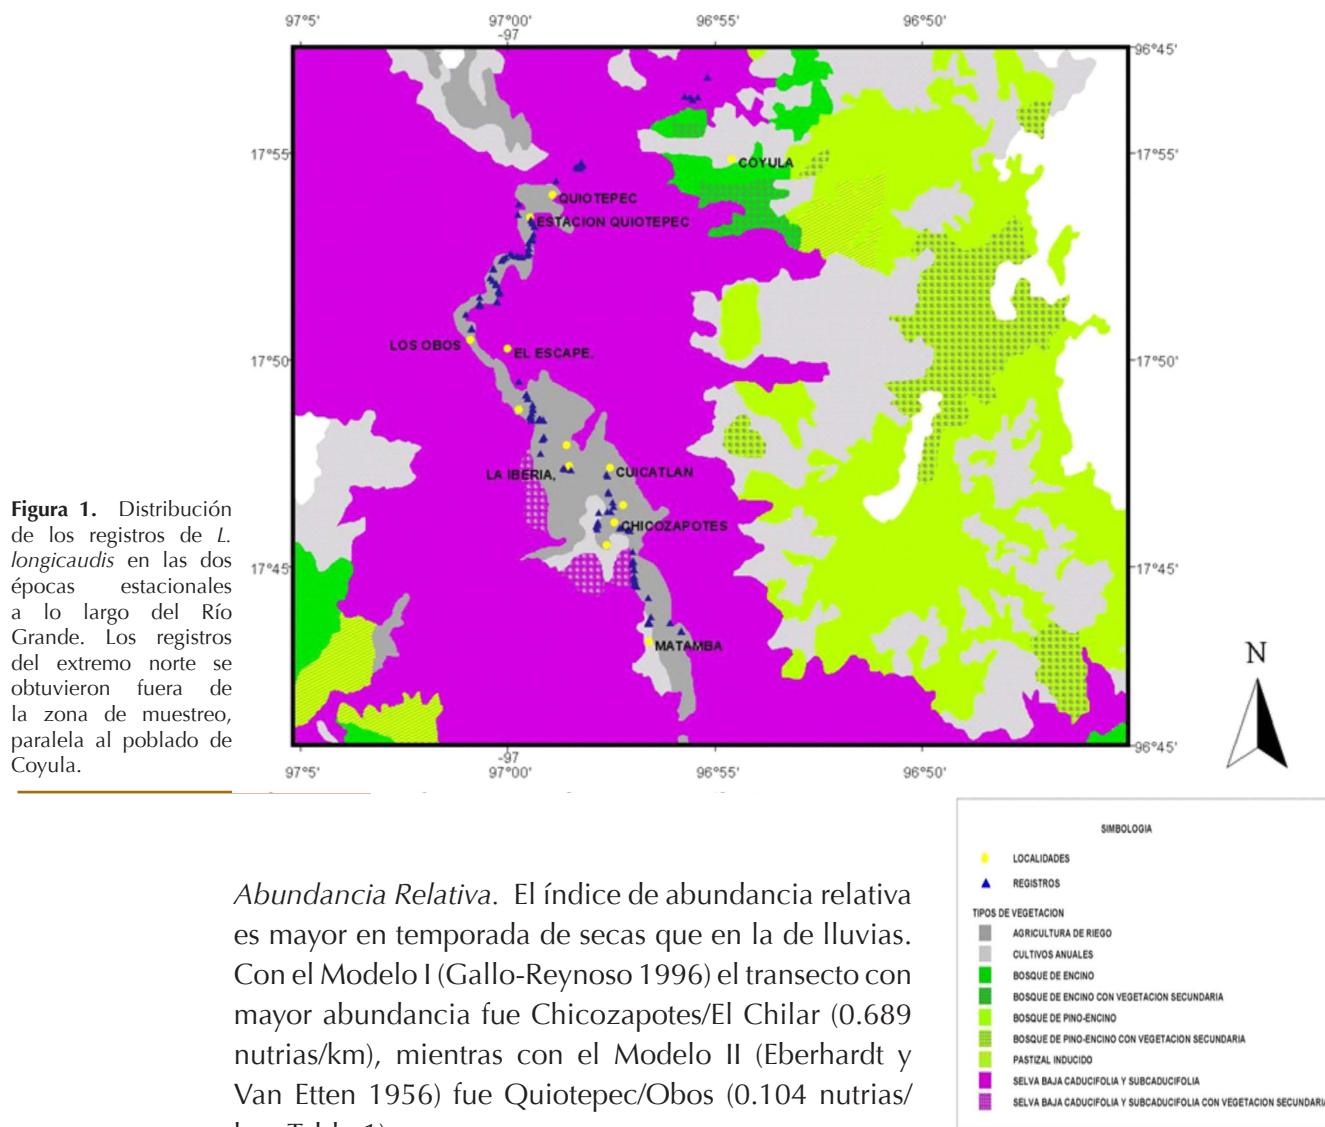 97°5'
97°00'
-97
96°55'
96°50'
96°45'
17°55'
17°55'
COYULA
QUIOTEPEC
ESTACION QUIOTEPEC
LOS OBOS
EL ESCAPE,
17°50'
17°50'
LA IBERIA,
CUICATLAN
CHICOZAPOTES
17°45'
17°45'
MATAMBA
96°45'
-97
97°5'
97°00'
96°55'
96°50'
N
Figura 1. Distribución
de los registros de L.
longicaudis en las dos
épocas estacionales
a lo largo del Río
Grande. Los registros
del extremo norte se
obtuvieron fuera de
la zona de muestreo,
paralela al poblado de
Coyula.
SIMBOLOGIA
LOCALIDADES
REGISTROS
TIPOS DE VEGETACION
AGRICULTURA DE RIEGO
CULTIVOS ANUALES
BOSQUE DE ENCINO
BOSQUE DE ENCINO CON VEGETACION SECUNDARIA
BOSQUE DE PINO-ENCINO
BOSQUE DE PINO-ENCINO CON VEGETACION SECUNDARIA
PASTIZAL INDUCIDO
SELVA BAJA CADUCIFOLIA Y SUBCADUCIFOLIA
SELVA BAJA CADUCIFOLIA Y SUBCADUCIFOLIA CON VEGETACION SECUNDARIA
Abundancia Relativa. El índice de abundancia relativa
es mayor en temporada de secas que en la de lluvias.
Con el Modelo I (Gallo-Reynoso 1996) el transecto con
mayor abundancia fue Chicozapotes/El Chilar (0.689
nutrias/km), mientras con el Modelo II (Eberhardt y
Van Etten 1956) fue Quiotepec/Obos (0.104 nutrias/